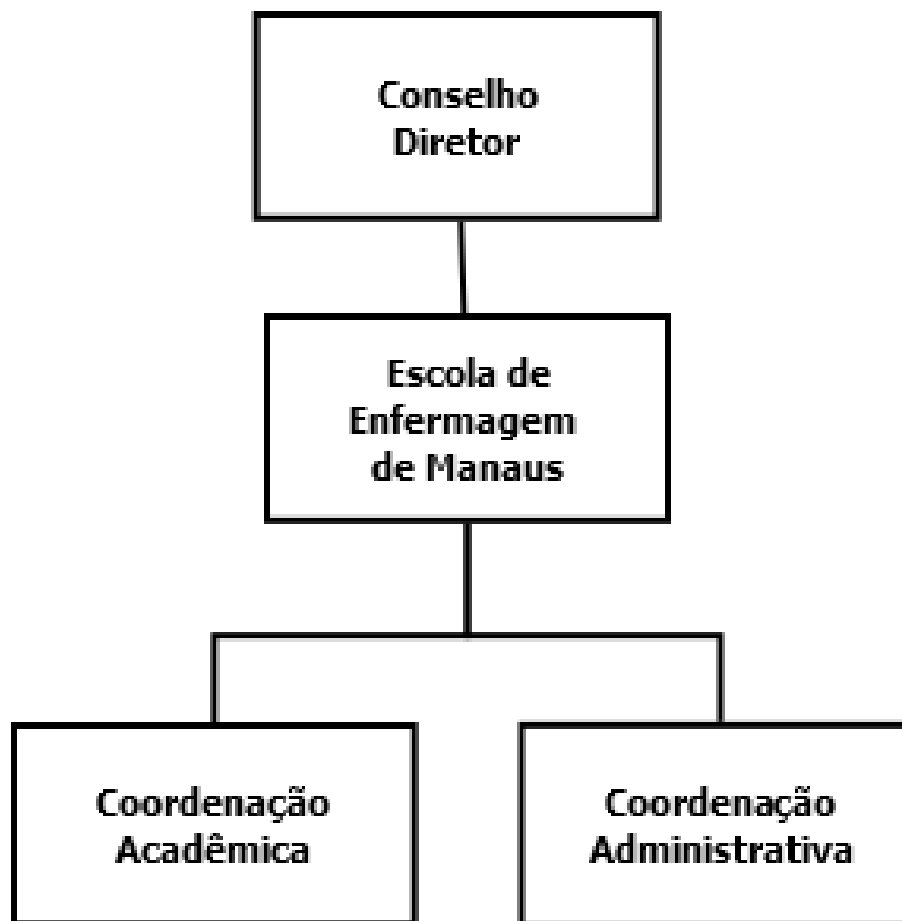 Conselho
Diretor
Escola de
Enfermagem
de Manaus
Coordenação
Acadêmica
Coordenação
Administrativa